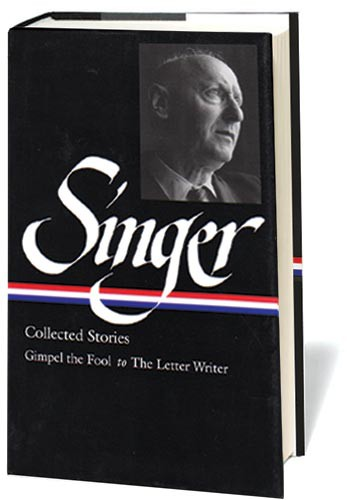 Singer
Collected Stories
Gimpel the Fool to The Letter Writer